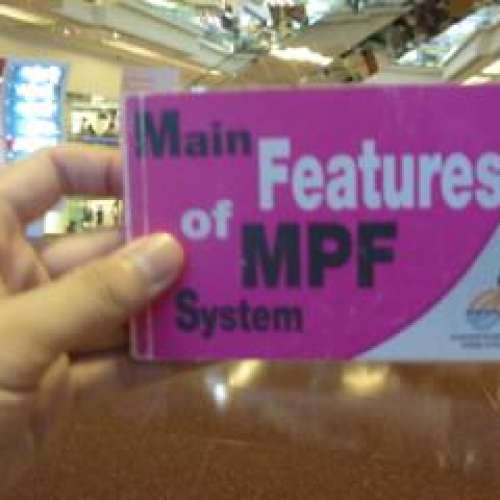 Main
Features
of
MPF
System